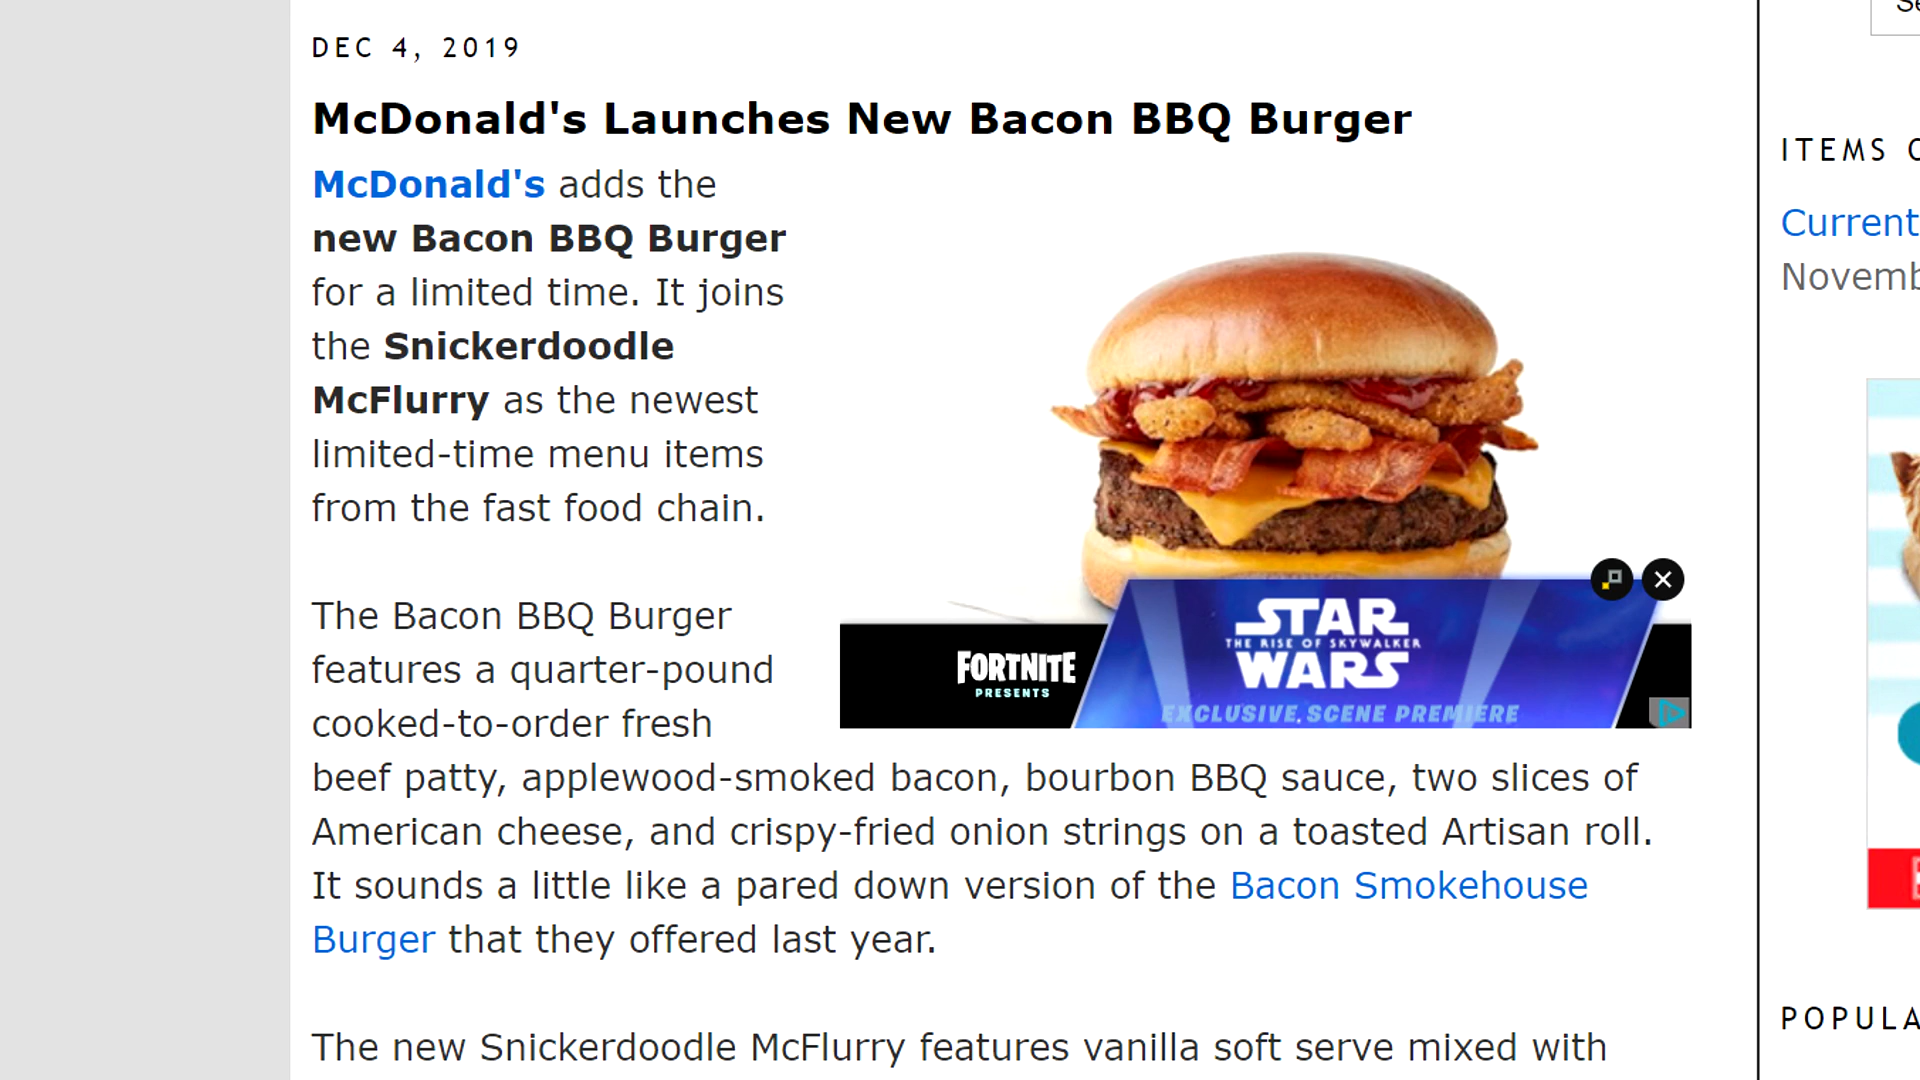 DEC 4, 2019
McDonald's Launches New Bacon BBQ Burger
McDonald's adds the
new Bacon BBQ Burger
for a limited time. It joins
the Snickerdoodle
McFlurry as the newest
limited-time menu items
from the fast food chain.
The Bacon BBQ Burger
features a quarter-pound
cooked-to-order fresh
beef patty, applewood-smoked bacon, bourbon BBQ sauce, two slices of
American cheese, and crispy-fried onion strings on a toasted Artisan roll.
It sounds a little like a pared down version of the Bacon Smokehouse
Burger that they offered last year.
The new Snickerdoodle McFlurry features vanilla soft serve mixed with
FORTNITE
PRESENTS
STAR
THE RISE OF SKYWALKER
WARS
EXCLUSIVE SCENE PREMIERE
ITEMS
Current
Novemb
POPULA